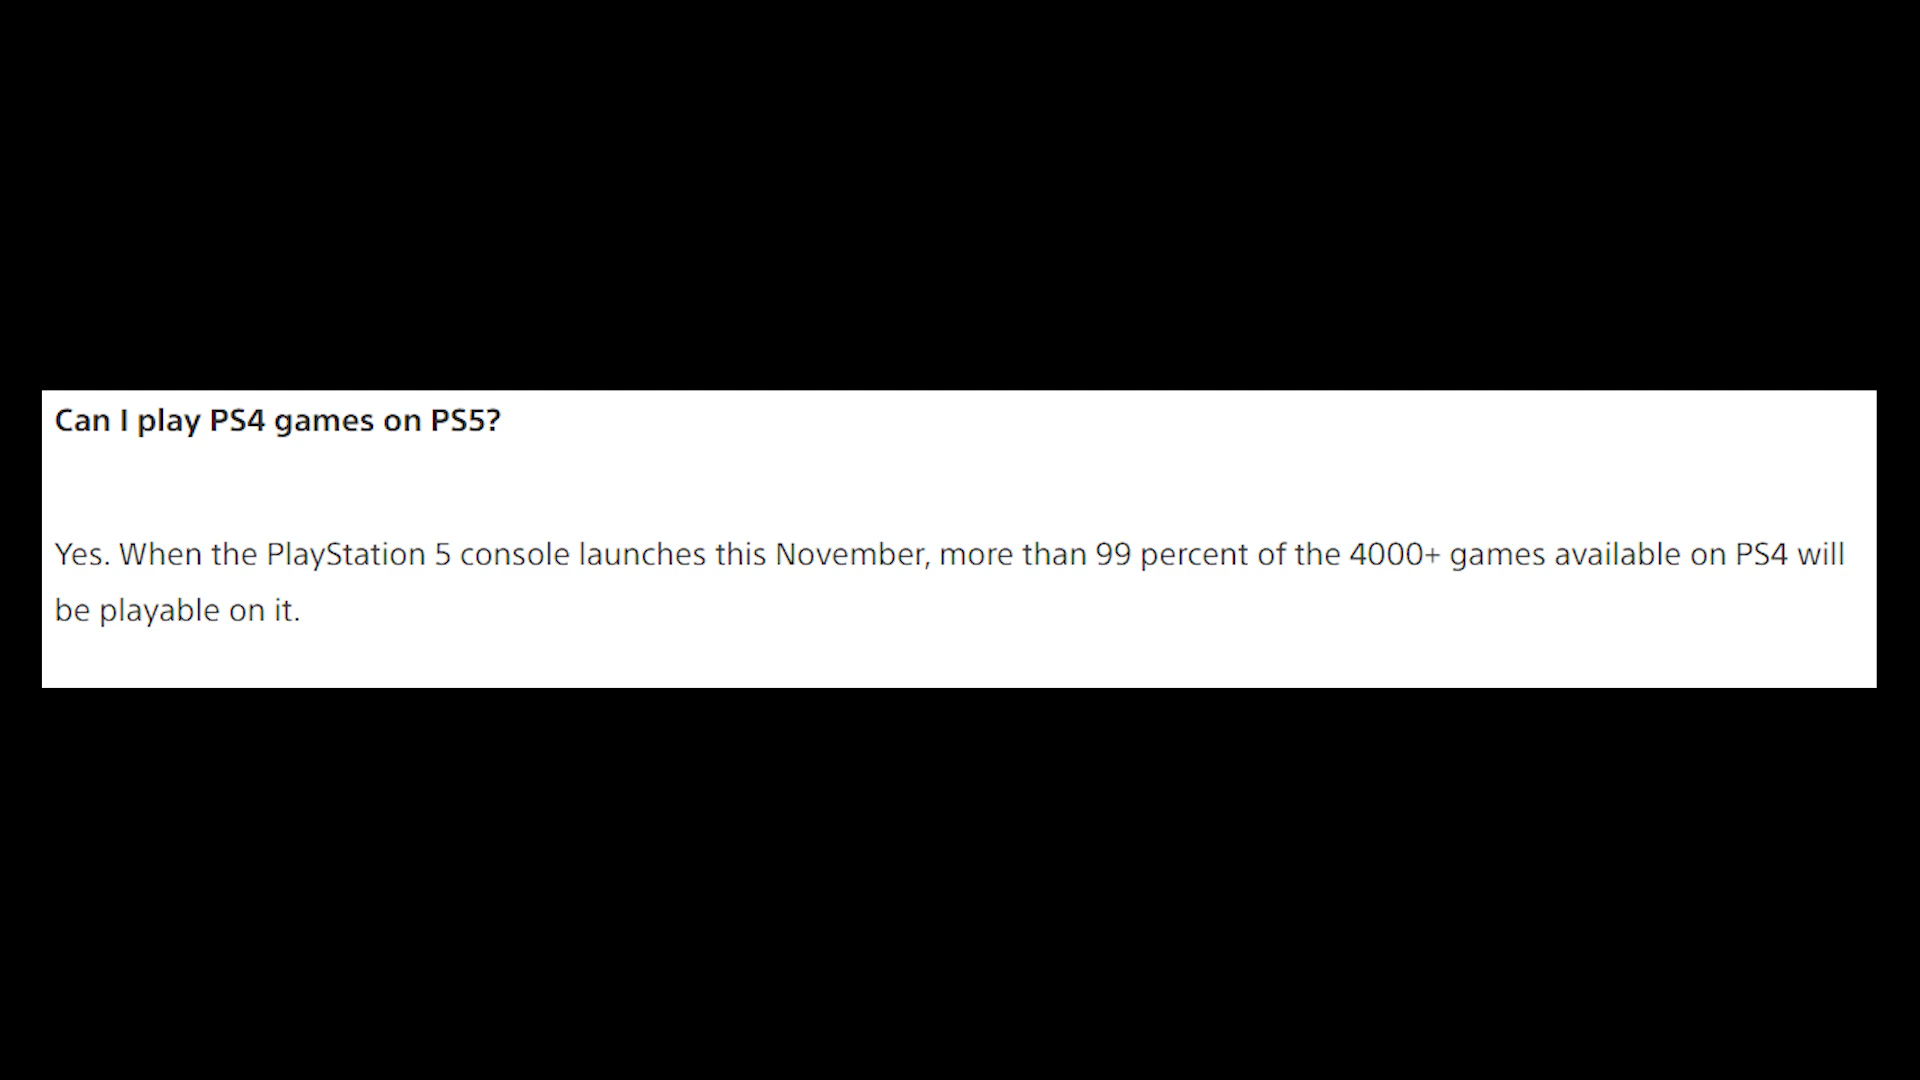 Can I play PS4 games on PS5?
Yes. When the PlayStation 5 console launches this November, more than 99 percent of the 4000+ games available on PS4 will
be playable on it.